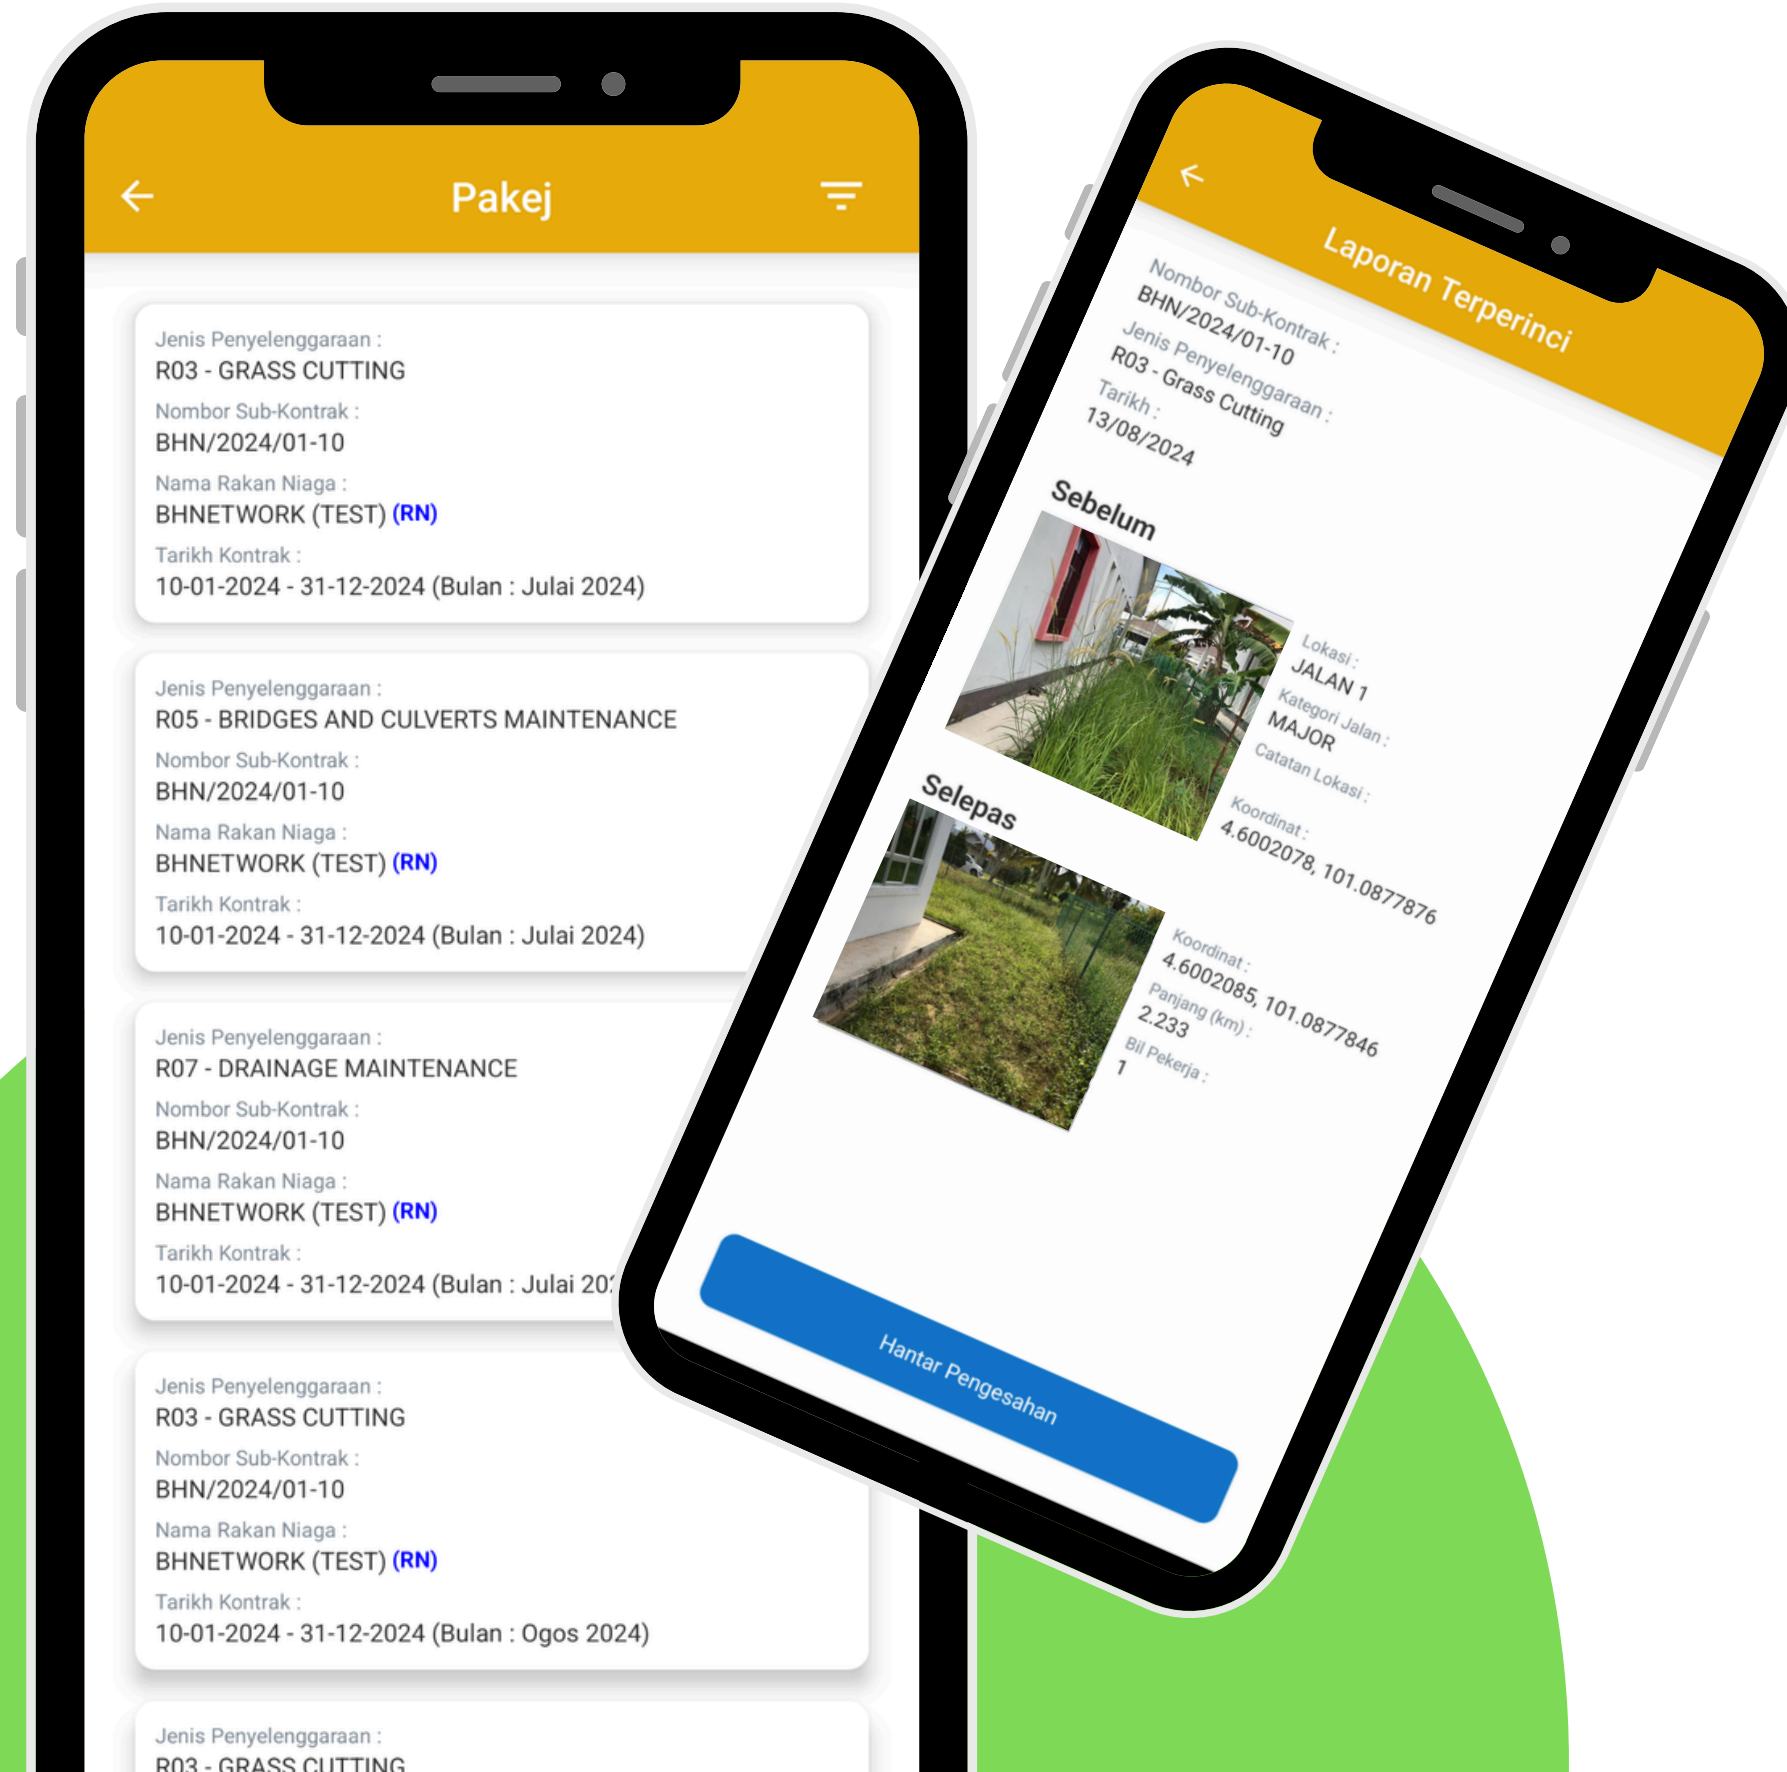 Pakej
Jenis Penyelenggaraan :
R03 - GRASS CUTTING
Nombor Sub-Kontrak :
BHN/2024/01-10
Nama Rakan Niaga :
BHNETWORK (TEST) (RN)
Tarikh Kontrak :
10-01-2024 - 31-12-2024 (Bulan : Julai 2024)
Jenis Penyelenggaraan :
R05 - BRIDGES AND CULVERTS MAINTENANCE
Nombor Sub-Kontrak :
BHN/2024/01-10
Nama Rakan Niaga :
BHNETWORK (TEST) (RN)
Tarikh Kontrak :
10-01-2024 - 31-12-2024 (Bulan : Julai 2024)
Jenis Penyelenggaraan :
R07 - DRAINAGE MAINTENANCE
Nombor Sub-Kontrak :
BHN/2024/01-10
Nama Rakan Niaga :
BHNETWORK (TEST) (RN)
Tarikh Kontrak :
10-01-2024 - 31-12-2024 (Bulan : Julai
Jenis Penyelenggaraan :
R03 - GRASS CUTTING
Nombor Sub-Kontrak :
BHN/2024/01-10
Nama Rakan Niaga :
BHNETWORK (TEST) (RN)
Tarikh Kontrak :
10-01-2024 - 31-12-2024 (Bulan : Ogos 2024)
Jenis Penyelenggaraan :
R03 - GRASS CUTTING
Laporan Terperinci
Nombor Sub-Kontrak :
BHN/2024/01-10
Jenis Penyelenggaraan :
R03 - Grass Cutting
Tarikh :
13/08/2024
Sebelum
Lokasi :
JALAN 1
Kategori Jalan :
MAJOR
Catatan Lokasi :
Koordinat :
4.6002078, 101.0877876
Selepas
Koordinat :
4.6002085, 101.0877846
Panjang (km) :
2.233
Bil Pekerja :
1
Hantar Pengesahan